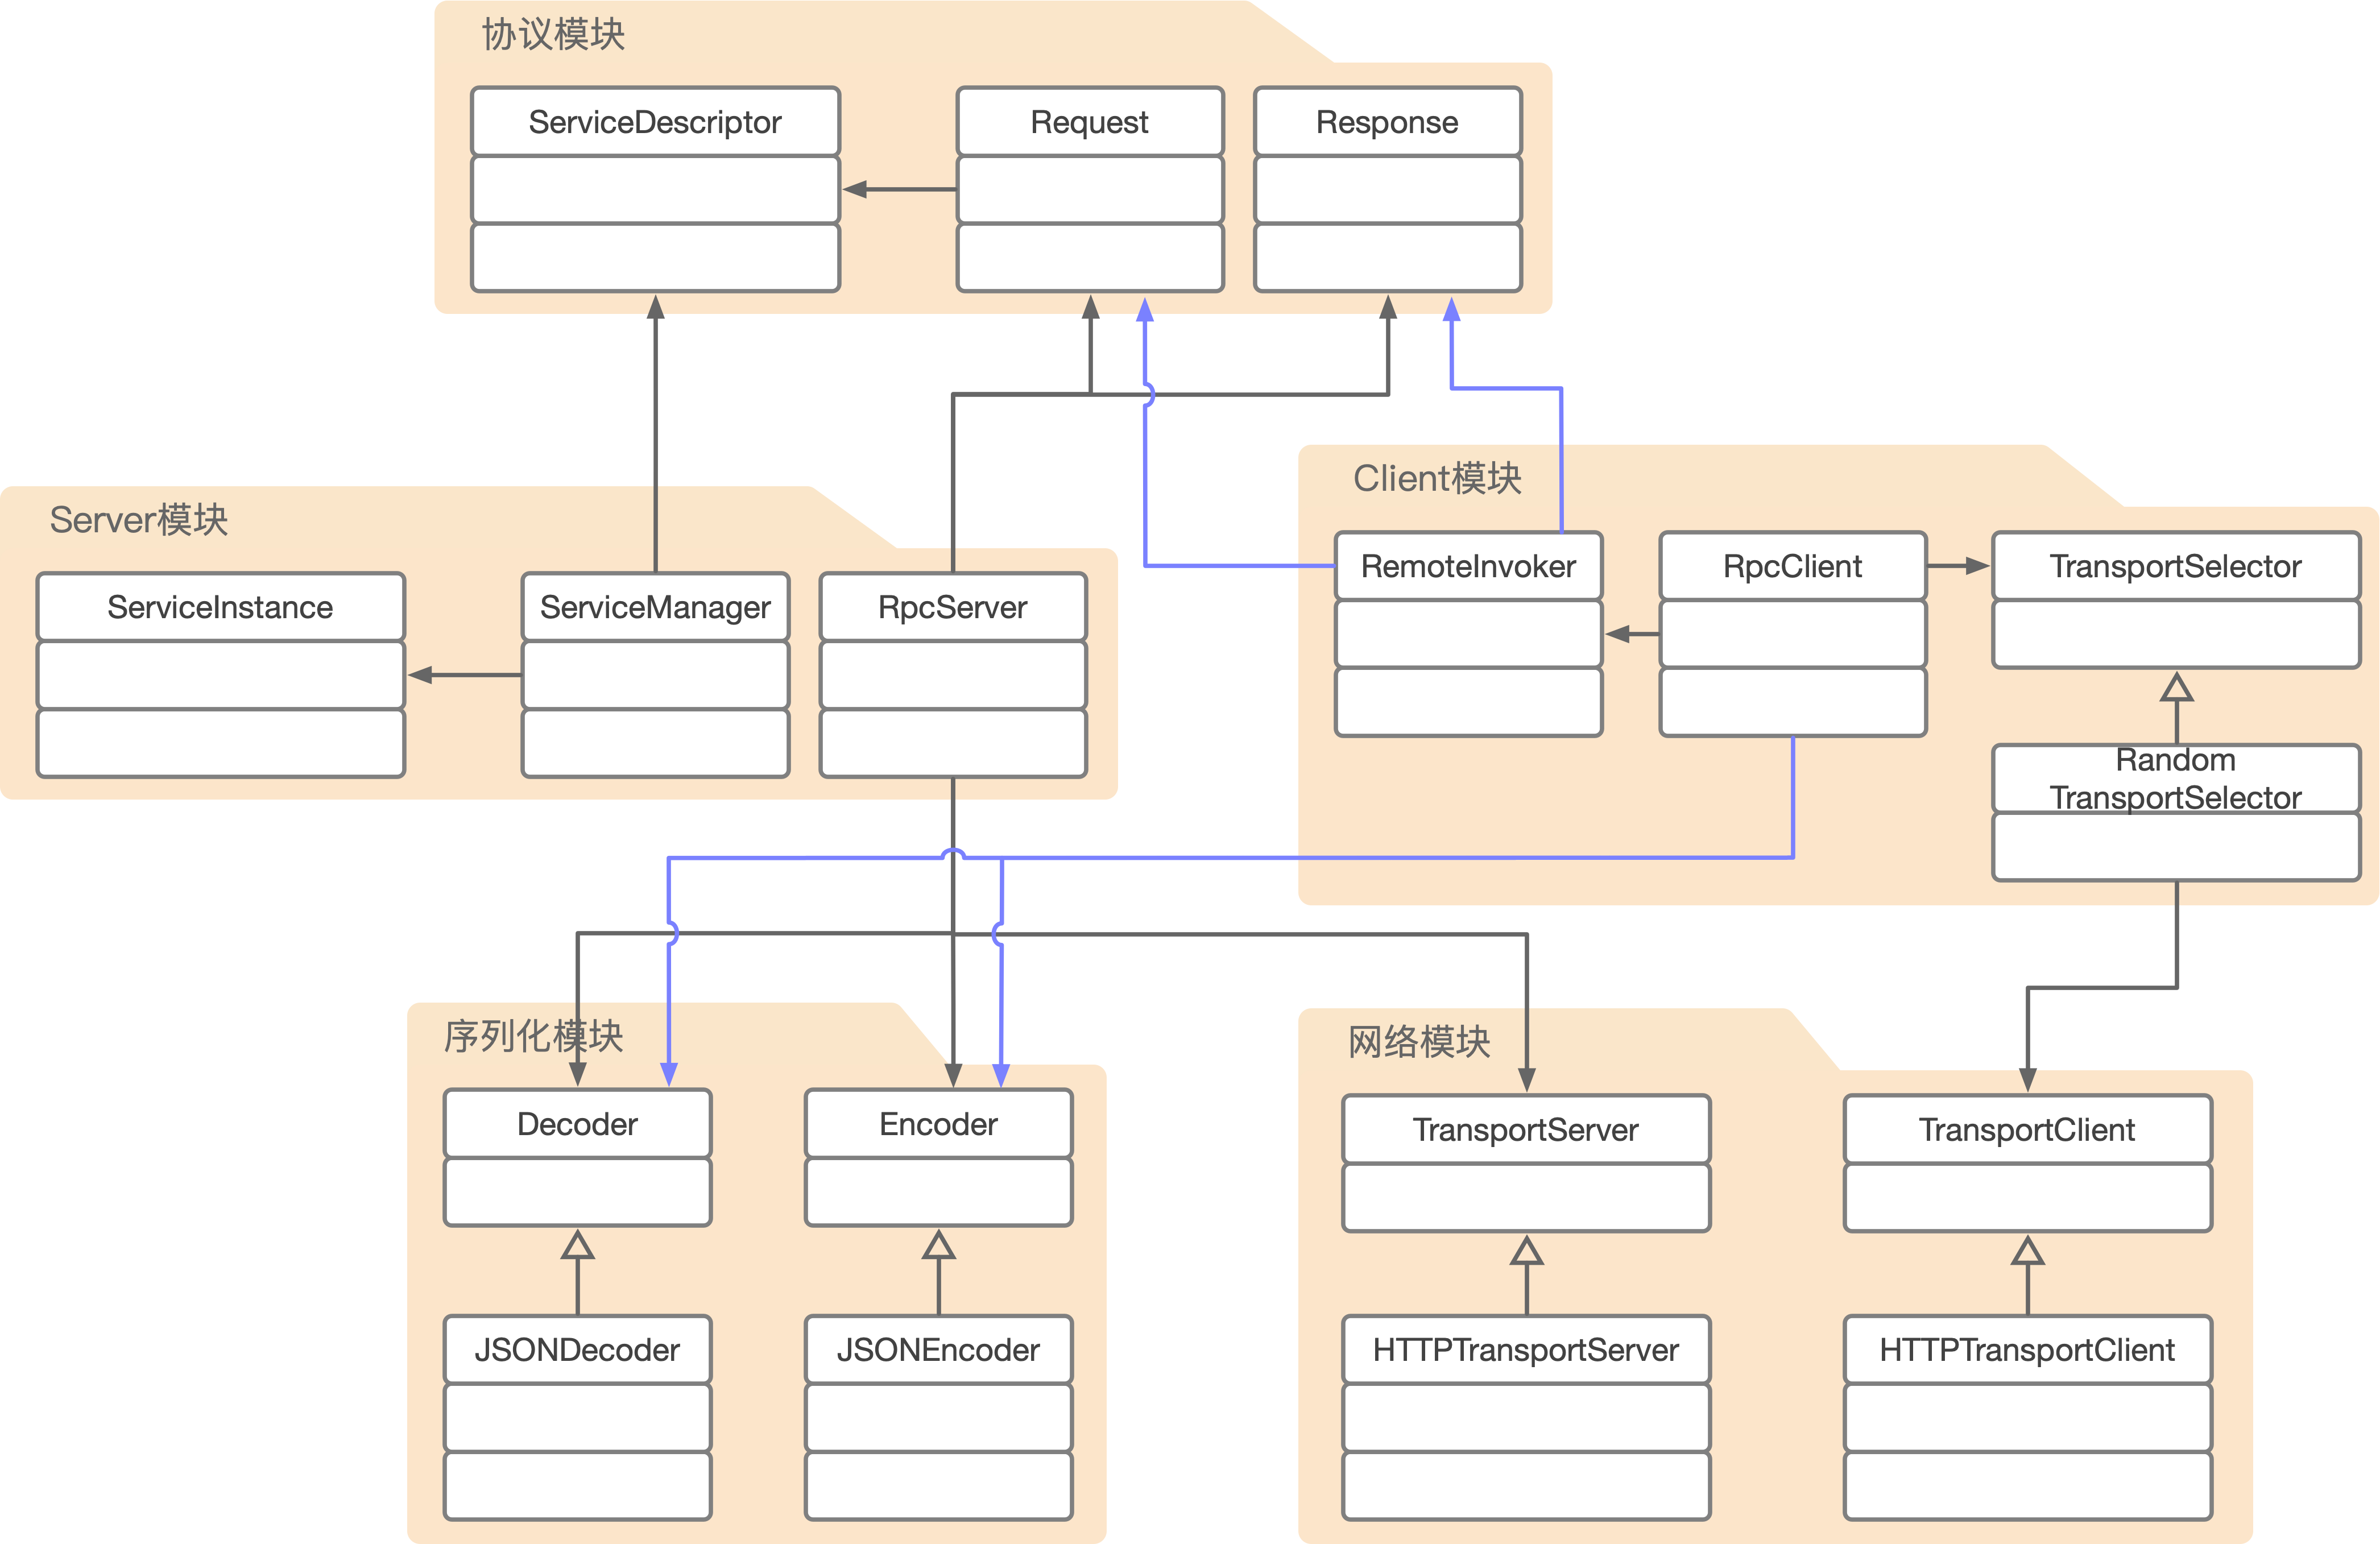 协议模块
ServiceDescriptor
Request
Response
Client模块
Server模块
RemoteInvoker
RpcClient
TransportSelector
ServiceInstance
ServiceManager
RpcServer
Random
TransportSelector
序列化模块
网络模块
Decoder
Encoder
TransportServer
TransportClient
JSONDecoder
JSONEncoder
HTTPTransportServer
HTTPTransportClient